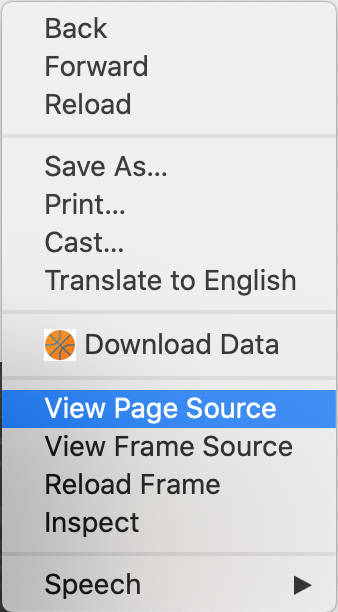 Back
Forward
Reload
Save As...
Print...
Cast...
Translate to English
Download Data
View Page Source
View Frame Source
Reload Frame
Inspect
Speech